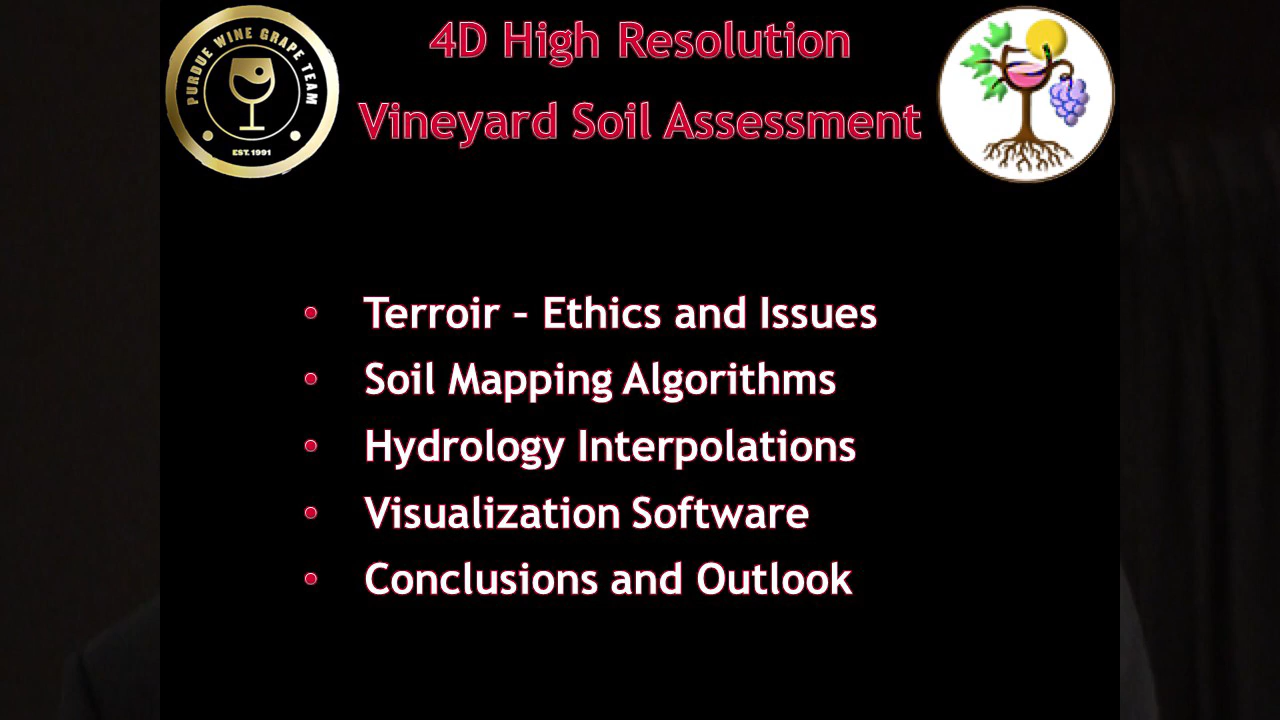 PURDUE WINE GRAPE TEAM
EST. 1991
4D High Resolution
Vineyard Soil Assessment
• Terroir – Ethics and Issues
• Soil Mapping Algorithms
• Hydrology Interpolations
• Visualization Software
• Conclusions and Outlook